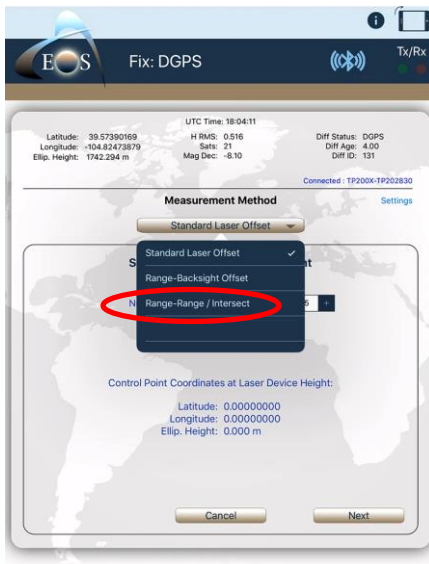 EOS
Fix: DGPS
Tx/Rx
UTC Time: 18:04:11
Latitude: 39.57390169 H RMS: 0.516 Diff Status: DGPS
Longitude: -104.82473879 Sats: 21 Diff Age: 4.00
Ellip. Height: 1742.294 m Mag Dec: -8.10 Diff ID: 131
Connected : TP200X-TP202830
Measurement Method Settings
Standard Laser Offset
Standard Laser Offset
S t
Range-Backsight Offset
N Range-Range / Intersect 5 +
Control Point Coordinates at Laser Device Height:
Latitude: 0.00000000
Longitude: 0.00000000
Ellip. Height: 0.000 m
Cancel Next